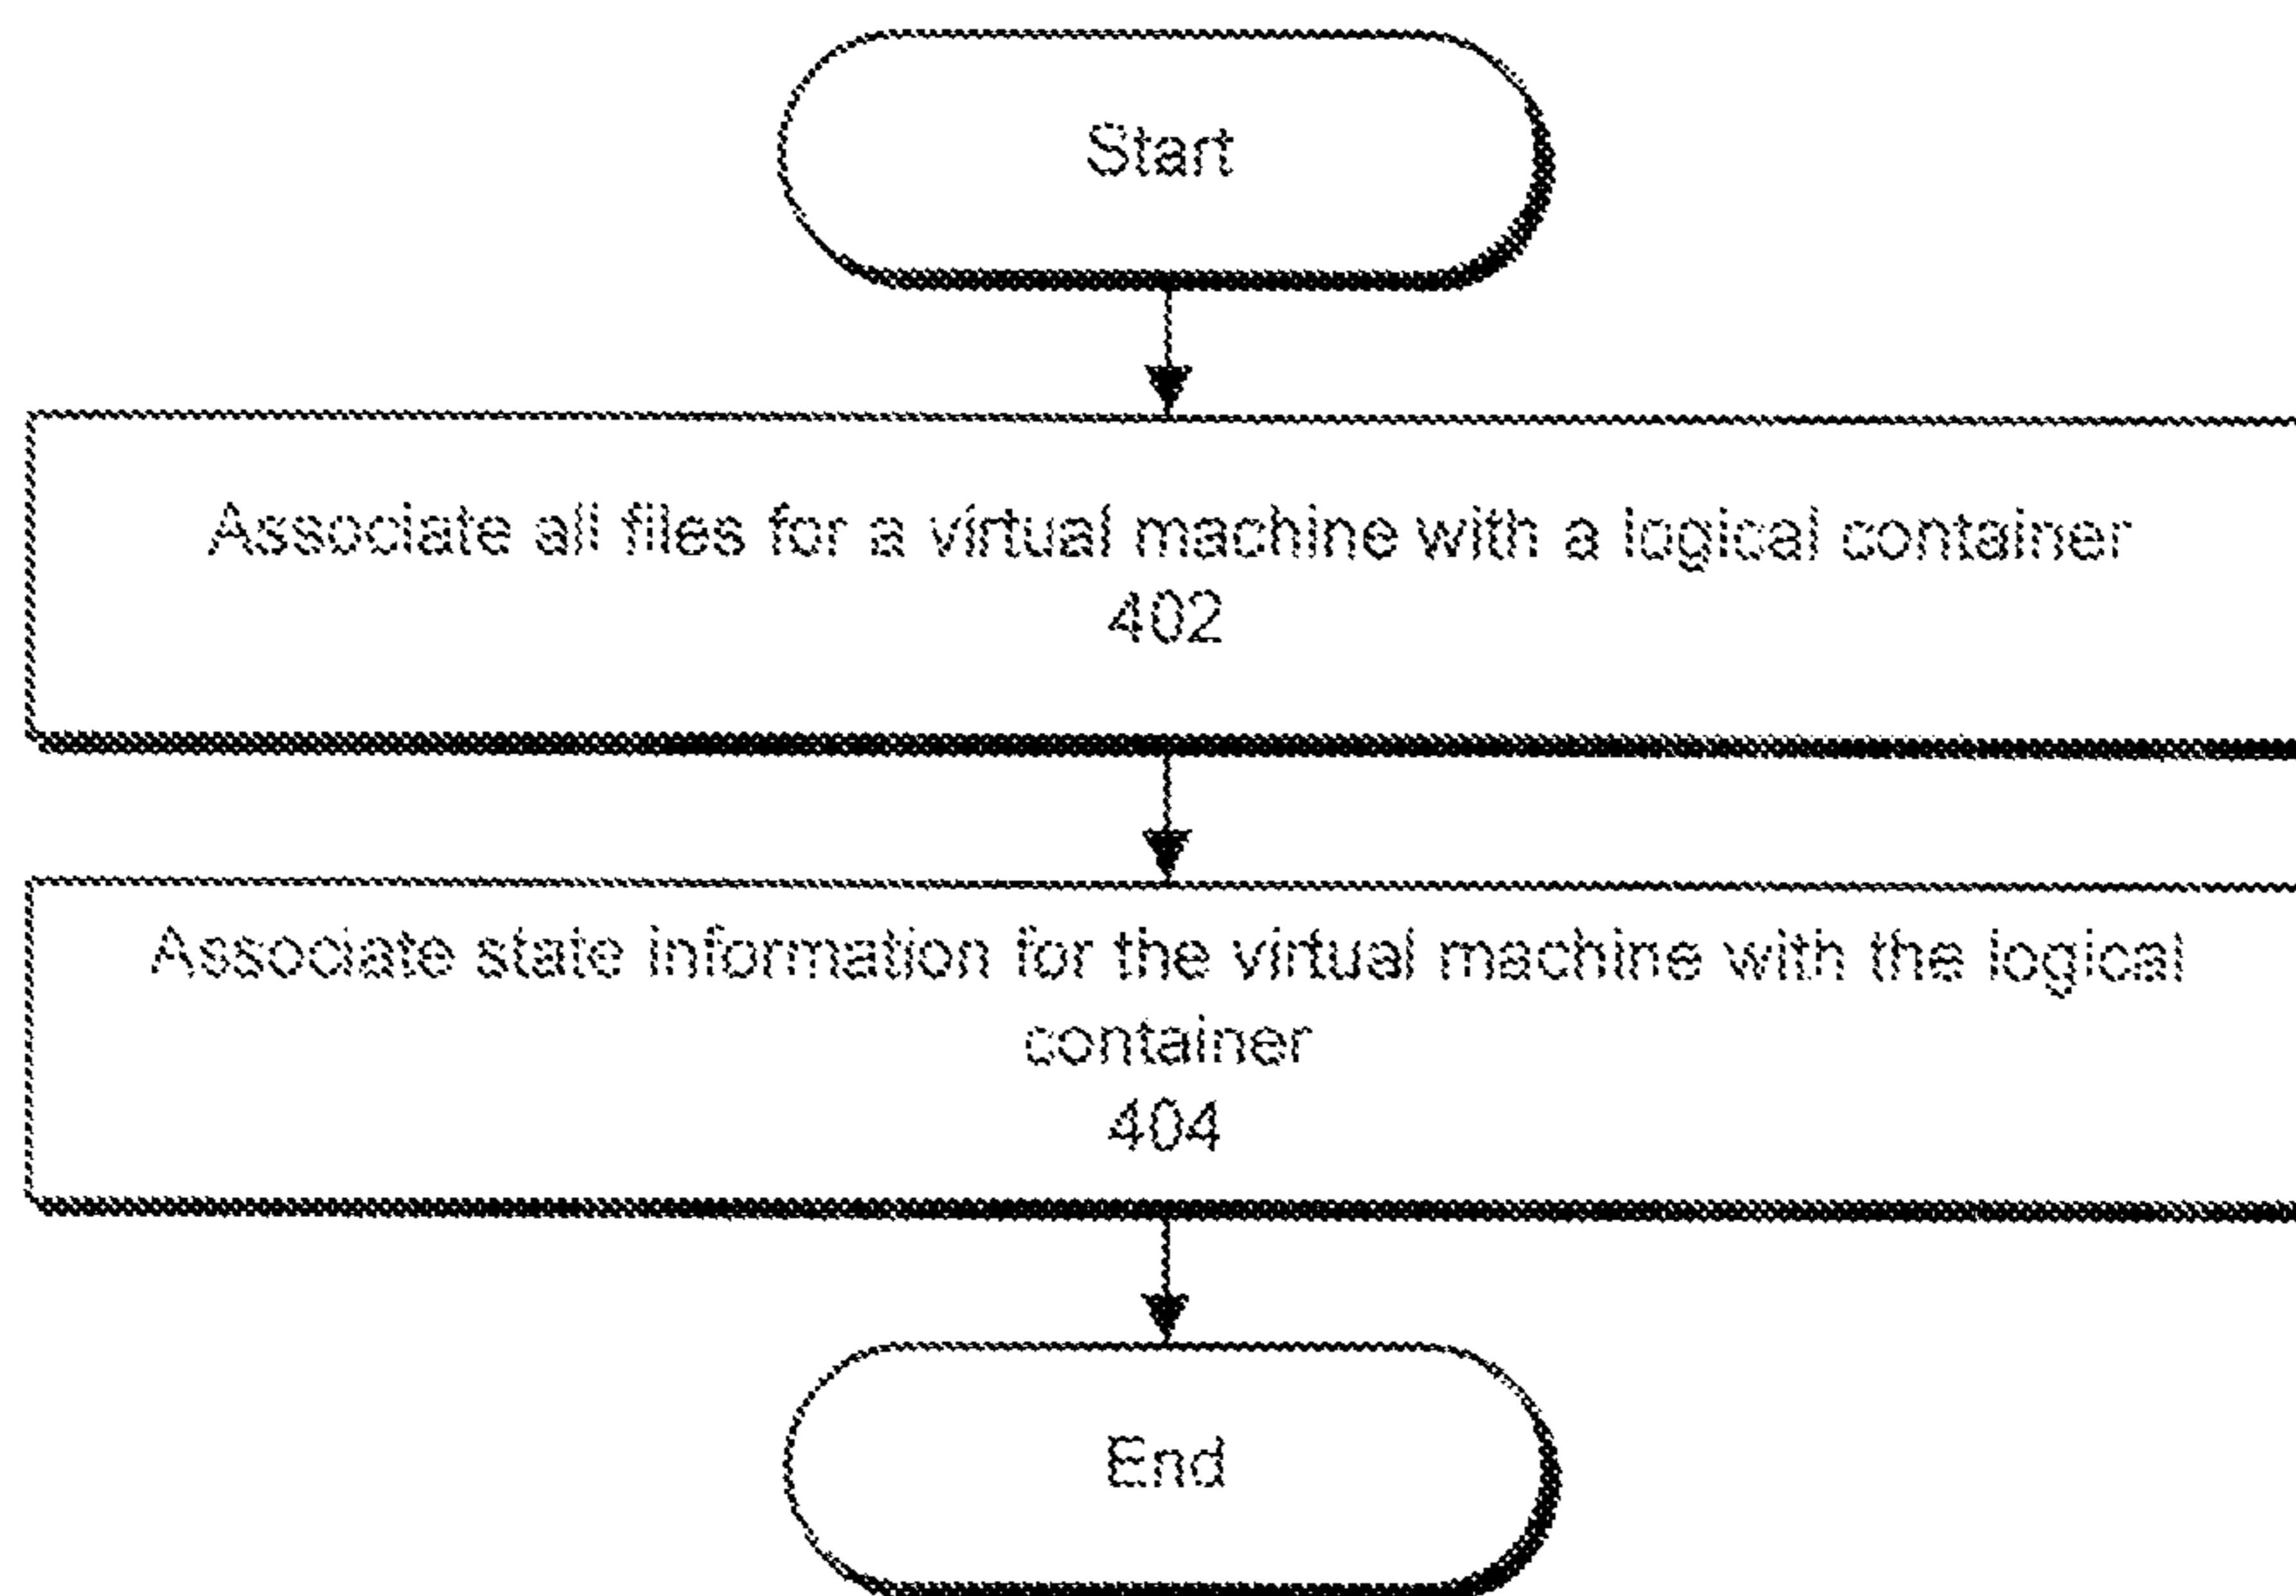 Start
Associate all files for a virtual machine with a logical container
402
Associate state information for the virtual machine with the logical
container
404
End